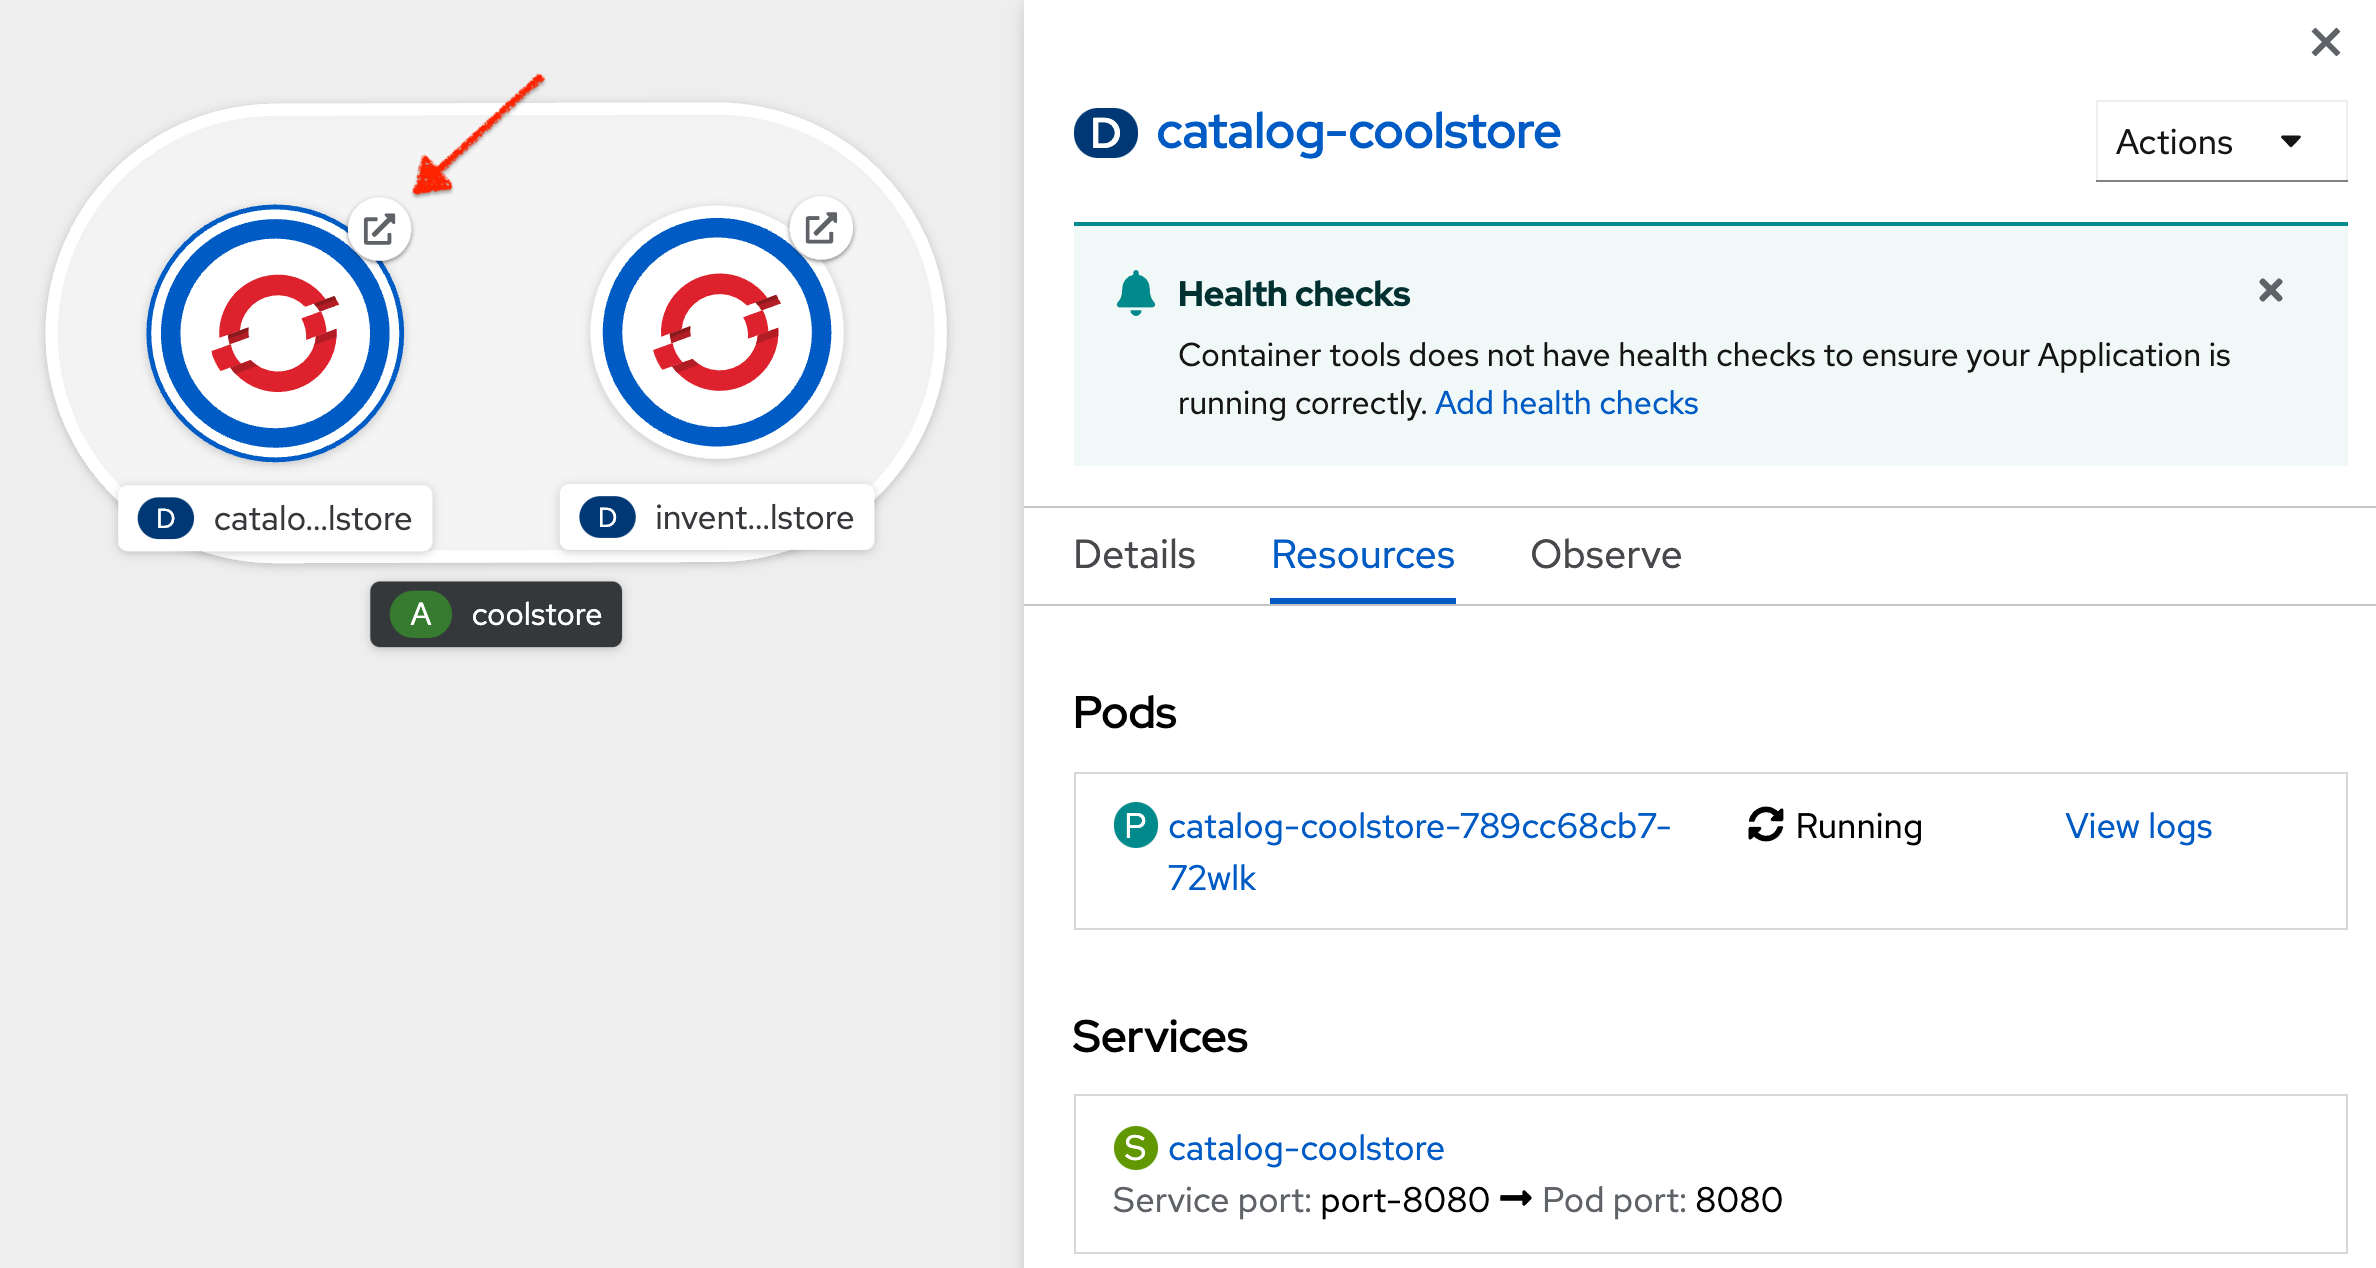 D catalo...lstore
D invent...lstore
A coolstore
D catalog-coolstore
Actions
Health checks
Container tools does not have health checks to ensure your Application is
running correctly. Add health checks
Details Resources Observe
Pods
P catalog-coolstore-789cc68cb7-
72wlk
Running
View logs
Services
S catalog-coolstore
Service port: port-8080 → Pod port: 8080